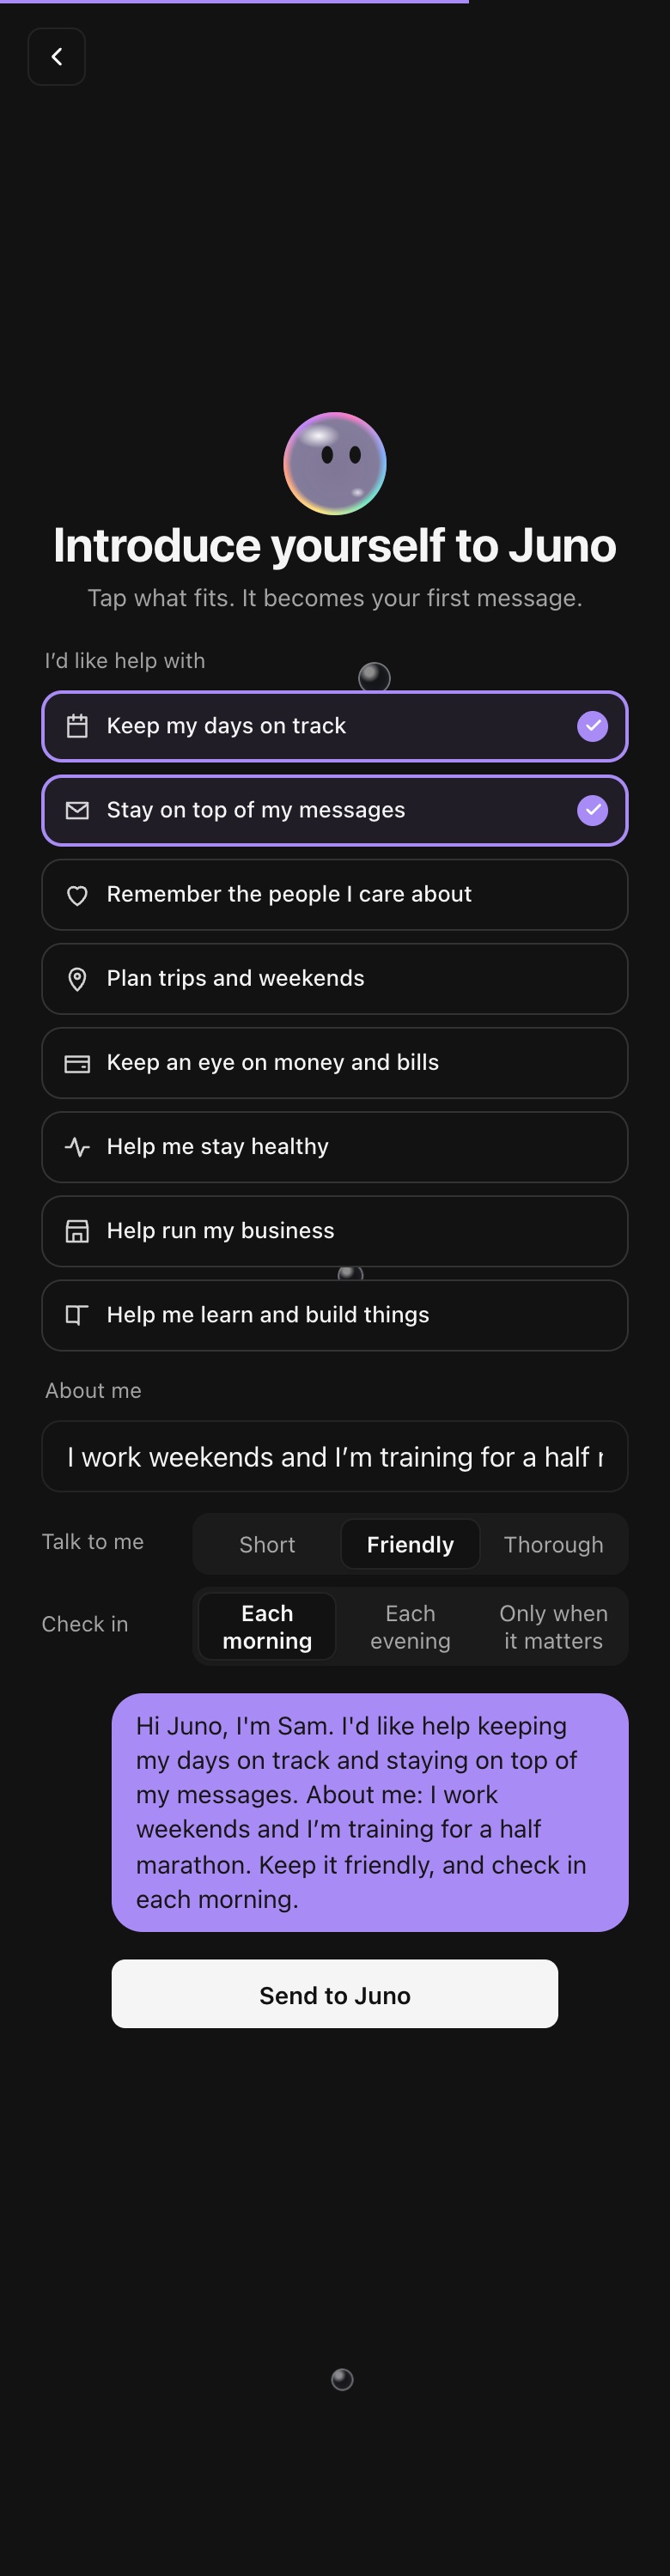 Introduce yourself to Juno
Tap what fits. It becomes your first message.
I’d like help with
Keep my days on track
Stay on top of my messages
Remember the people I care about
Plan trips and weekends
Keep an eye on money and bills
Help me stay healthy
Help run my business
Help me learn and build things
About me
I work weekends and I’m training for a half
Talk to me
Short
Friendly
Thorough
Check in
Each
morning
Each
evening
Only when
it matters
Hi Juno, I'm Sam. I'd like help keeping
my days on track and staying on top of
my messages. About me: I work
weekends and I’m training for a half
marathon. Keep it friendly, and check in
each morning.
Send to Juno